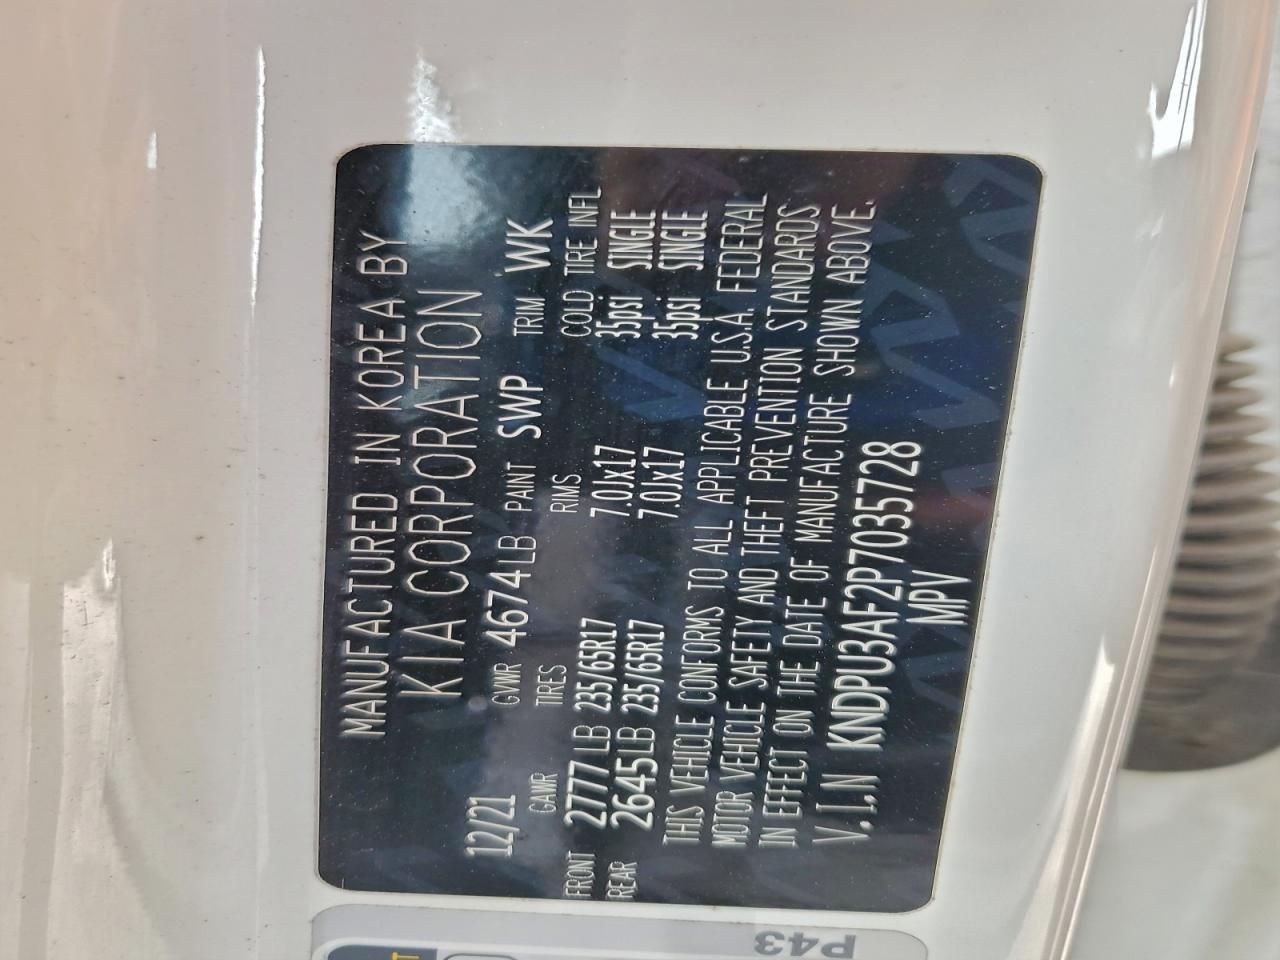 MANUFACTURED IN KOREA BY
KIA CORPORATION
12/21 GVWR 4674LB PAINT SWP TRIM WK
GAWR TIRES RIMS COLD TIRE INFL
FRONT 2777LB 235/65R17 7.0Jx17 35psi SINGLE
REAR 2645LB 235/65R17 7.0Jx17 35psi SINGLE
THIS VEHICLE CONFORMS TO ALL APPLICABLE U.S.A. FEDERAL
MOTOR VEHICLE SAFETY AND THEFT PREVENTION STANDARDS
IN EFFECT ON THE DATE OF MANUFACTURE SHOWN ABOVE.
V.I.N KNDPU3AF2P7035728
MPV
P43